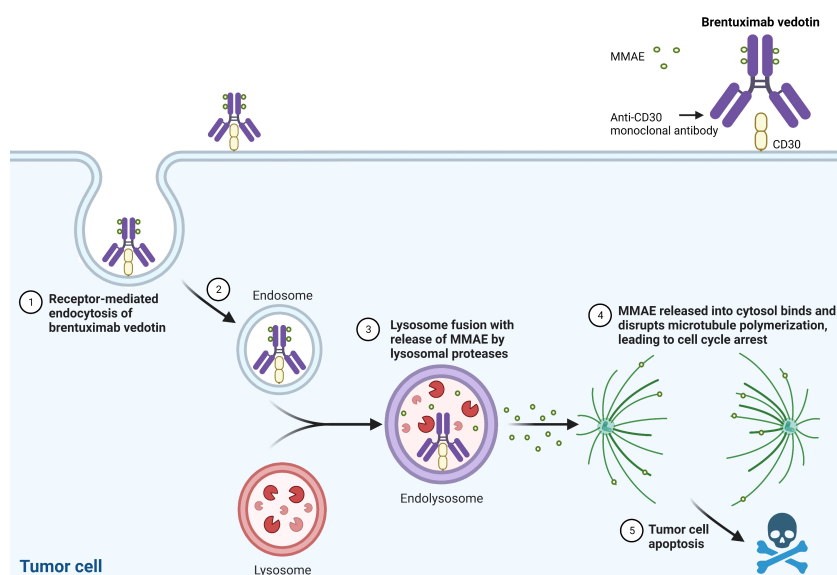 Brentuximab vedotin
MMAE
Anti-CD30
monoclonal antibody
CD30
1
Receptor-mediated
endocytosis of
brentuximab vedotin
2
Endosome
3
Lysosome fusion with
release of MMAE by
lysosomal proteases
4
MMAE released into cytosol binds and
disrupts microtubule polymerization,
leading to cell cycle arrest
Endolysosome
5
Tumor cell
apoptosis
Lysosome
Tumor cell